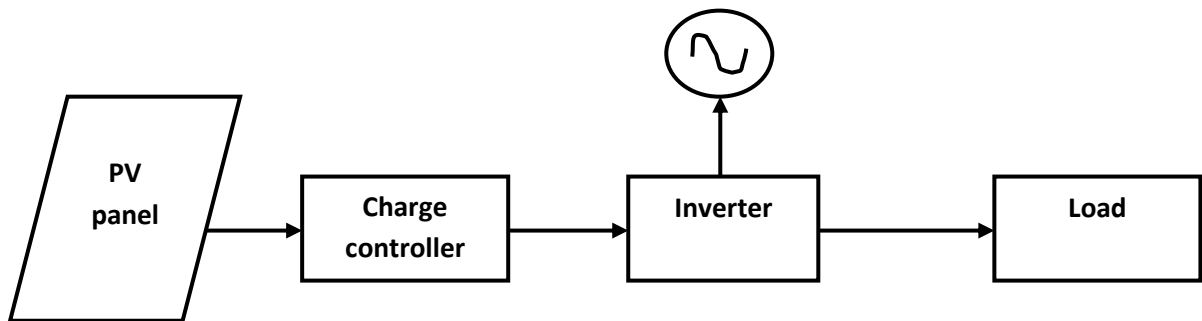 PV
panel
Charge
controller
Inverter
Load